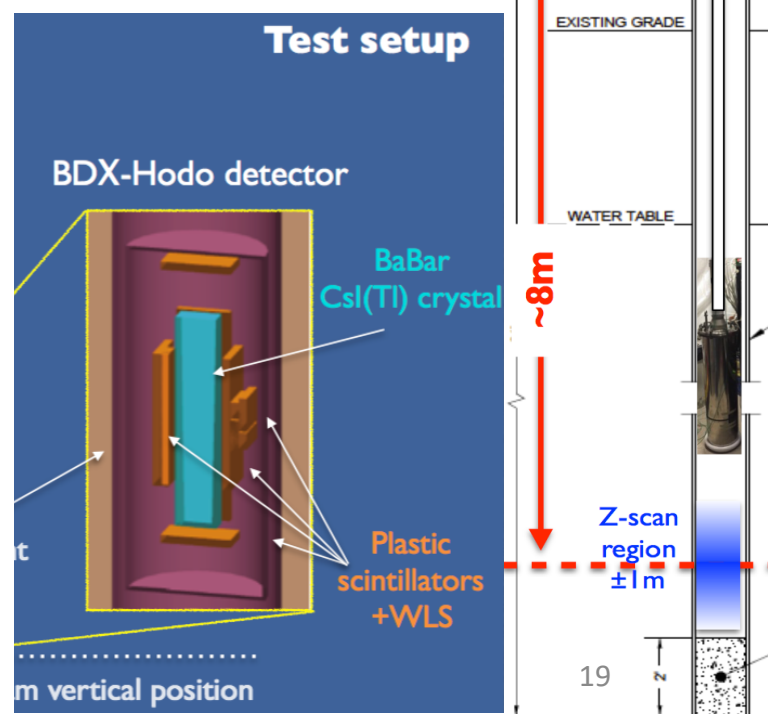 Test setup
BDX-Hodo detector
BaBar
CsI(Tl) crystal
Plastic
scintillators
+WLS
m vertical position
EXISTING GRADE
WATER TABLE
~8m
Z-scan
region
±1m
19
2'